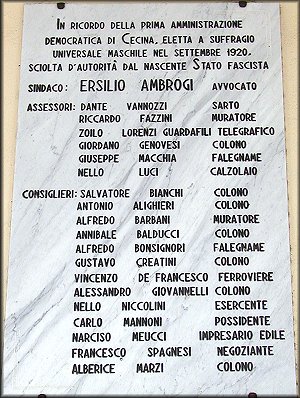 IN RICORDO DELLA PRIMA AMMINISTRAZIONE
DEMOCRATICA DI CECINA, ELETTA A SUFFRAGIO
UNIVERSALE MASCHILE NEL SETTEMBRE 1920.
SCIOLTA D'AUTORITÀ DAL NASCENTE STATO FASCISTA
SINDACO: ERSILIO AMBROGI AVVOCATO
ASSESSORI: DANTE VANNOZZI SARTO
RICCARDO FAZZINI MURATORE
ZOILO LORENZI GUARDAFILI TELEGRAFICO
GIORDANO GENOVESI COLONO
GIUSEPPE MACCHIA FALEGNAME
NELLO LUCI CALZOLAIO
CONSIGLIERI: SALVATORE BIANCHI COLONO
ANTONIO ALIGHIERI COLONO
ALFREDO BARBANI MURATORE
ANNIBALE BALDUCCI COLONO
ALFREDO BONSIGNORI FALEGNAME
GUSTAVO CREATINI COLONO
VINCENZO DE FRANCESCO FERROVIERE
ALESSANDRO GIOVANNELLI COLONO
NELLO NICCOLINI ESERCENTE
CARLO MANNONI POSSIDENTE
NARCISO MEUCCI IMPRESARIO EDILE
FRANCESCO SPAGNESI NEGOZIANTE
ALBERICE MARZI COLONO